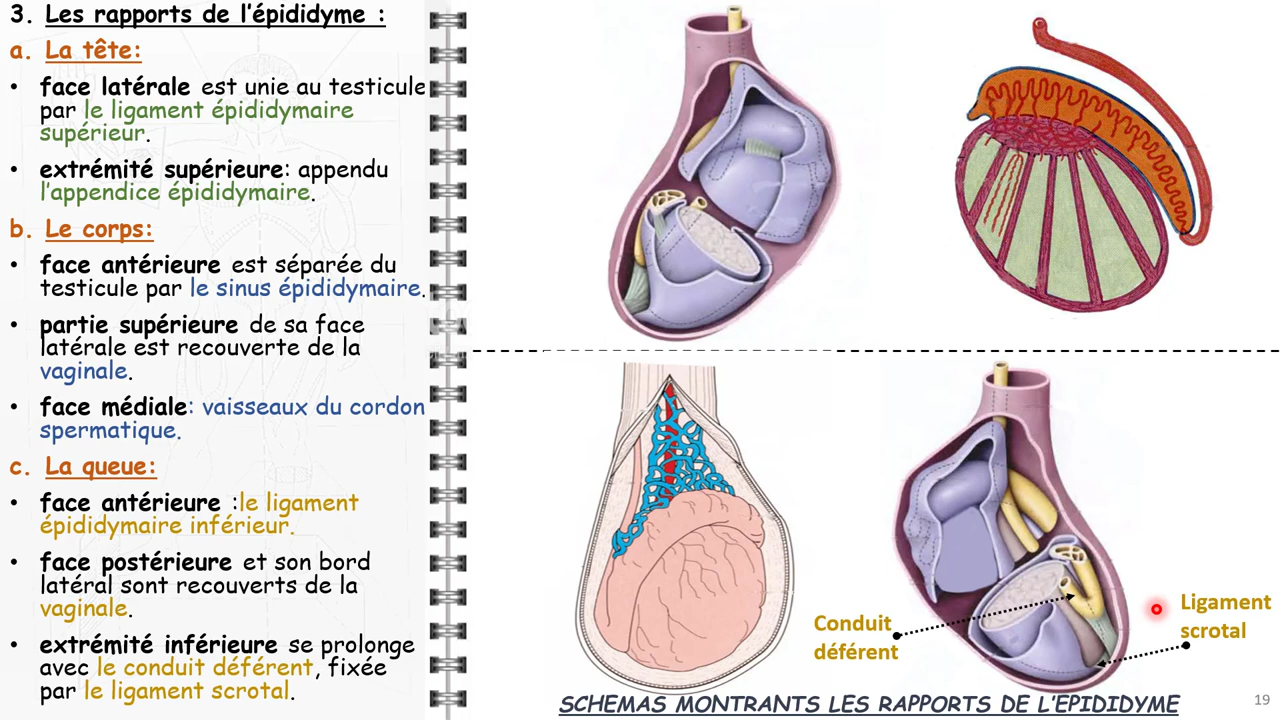 3. Les rapports de l'épididyme :
a. La tête:
• face latérale est unie au testicule
par le ligament épididymaire
supérieur.
• extrémité supérieure: appendu
l'appendice épididymaire.
b. Le corps:
• face antérieure est séparée du
testicule par le sinus épididymaire.
• partie supérieure de sa face
latérale est recouverte de la
vaginale.
• face médiale: vaisseaux du cordon
spermatique.
c. La queue:
• face antérieure :le ligament
épididymaire inférieur.
• face postérieure et son bord
latéral sont recouverts de la
vaginale.
• extrémité inférieure se prolonge
avec le conduit déférent, fixée
par le ligament scrotal.
Conduit
déférent
Ligament
scrotal
SCHEMAS MONTRANTS LES RAPPORTS DE L'EPIDIDYME
19